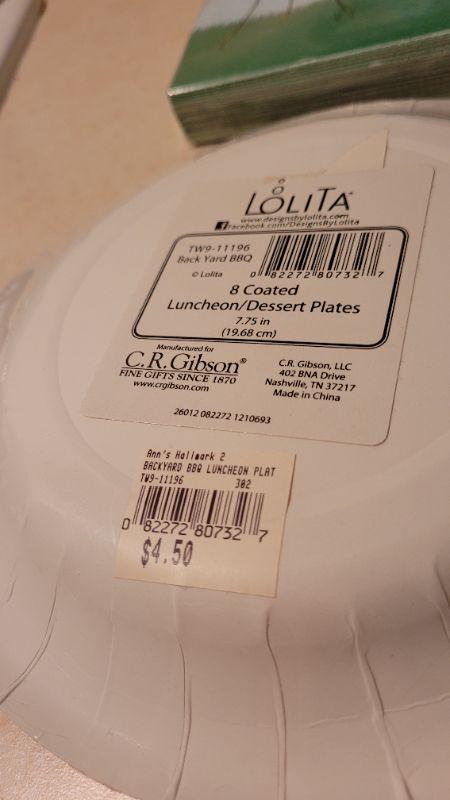 LOLITA
www.designsbylolita.com
facebook.com/DesignsByLolita
TW9-11196
Back Yard BBQ
© Lolita
0 82272 80732 7
8 Coated
Luncheon/Dessert Plates
7.75 in
(19.68 cm)
Manufactured for
C.R. Gibson®
FINE GIFTS SINCE 1870
www.crgibson.com
C.R. Gibson, LLC
402 BNA Drive
Nashville, TN 37217
Made in China
26012 082272 1210693
Ann's Hallmark 2
BACKYARD BBQ LUNCHEON PLAT
TW9-11196 302
0 82272 80732 7
$4.50